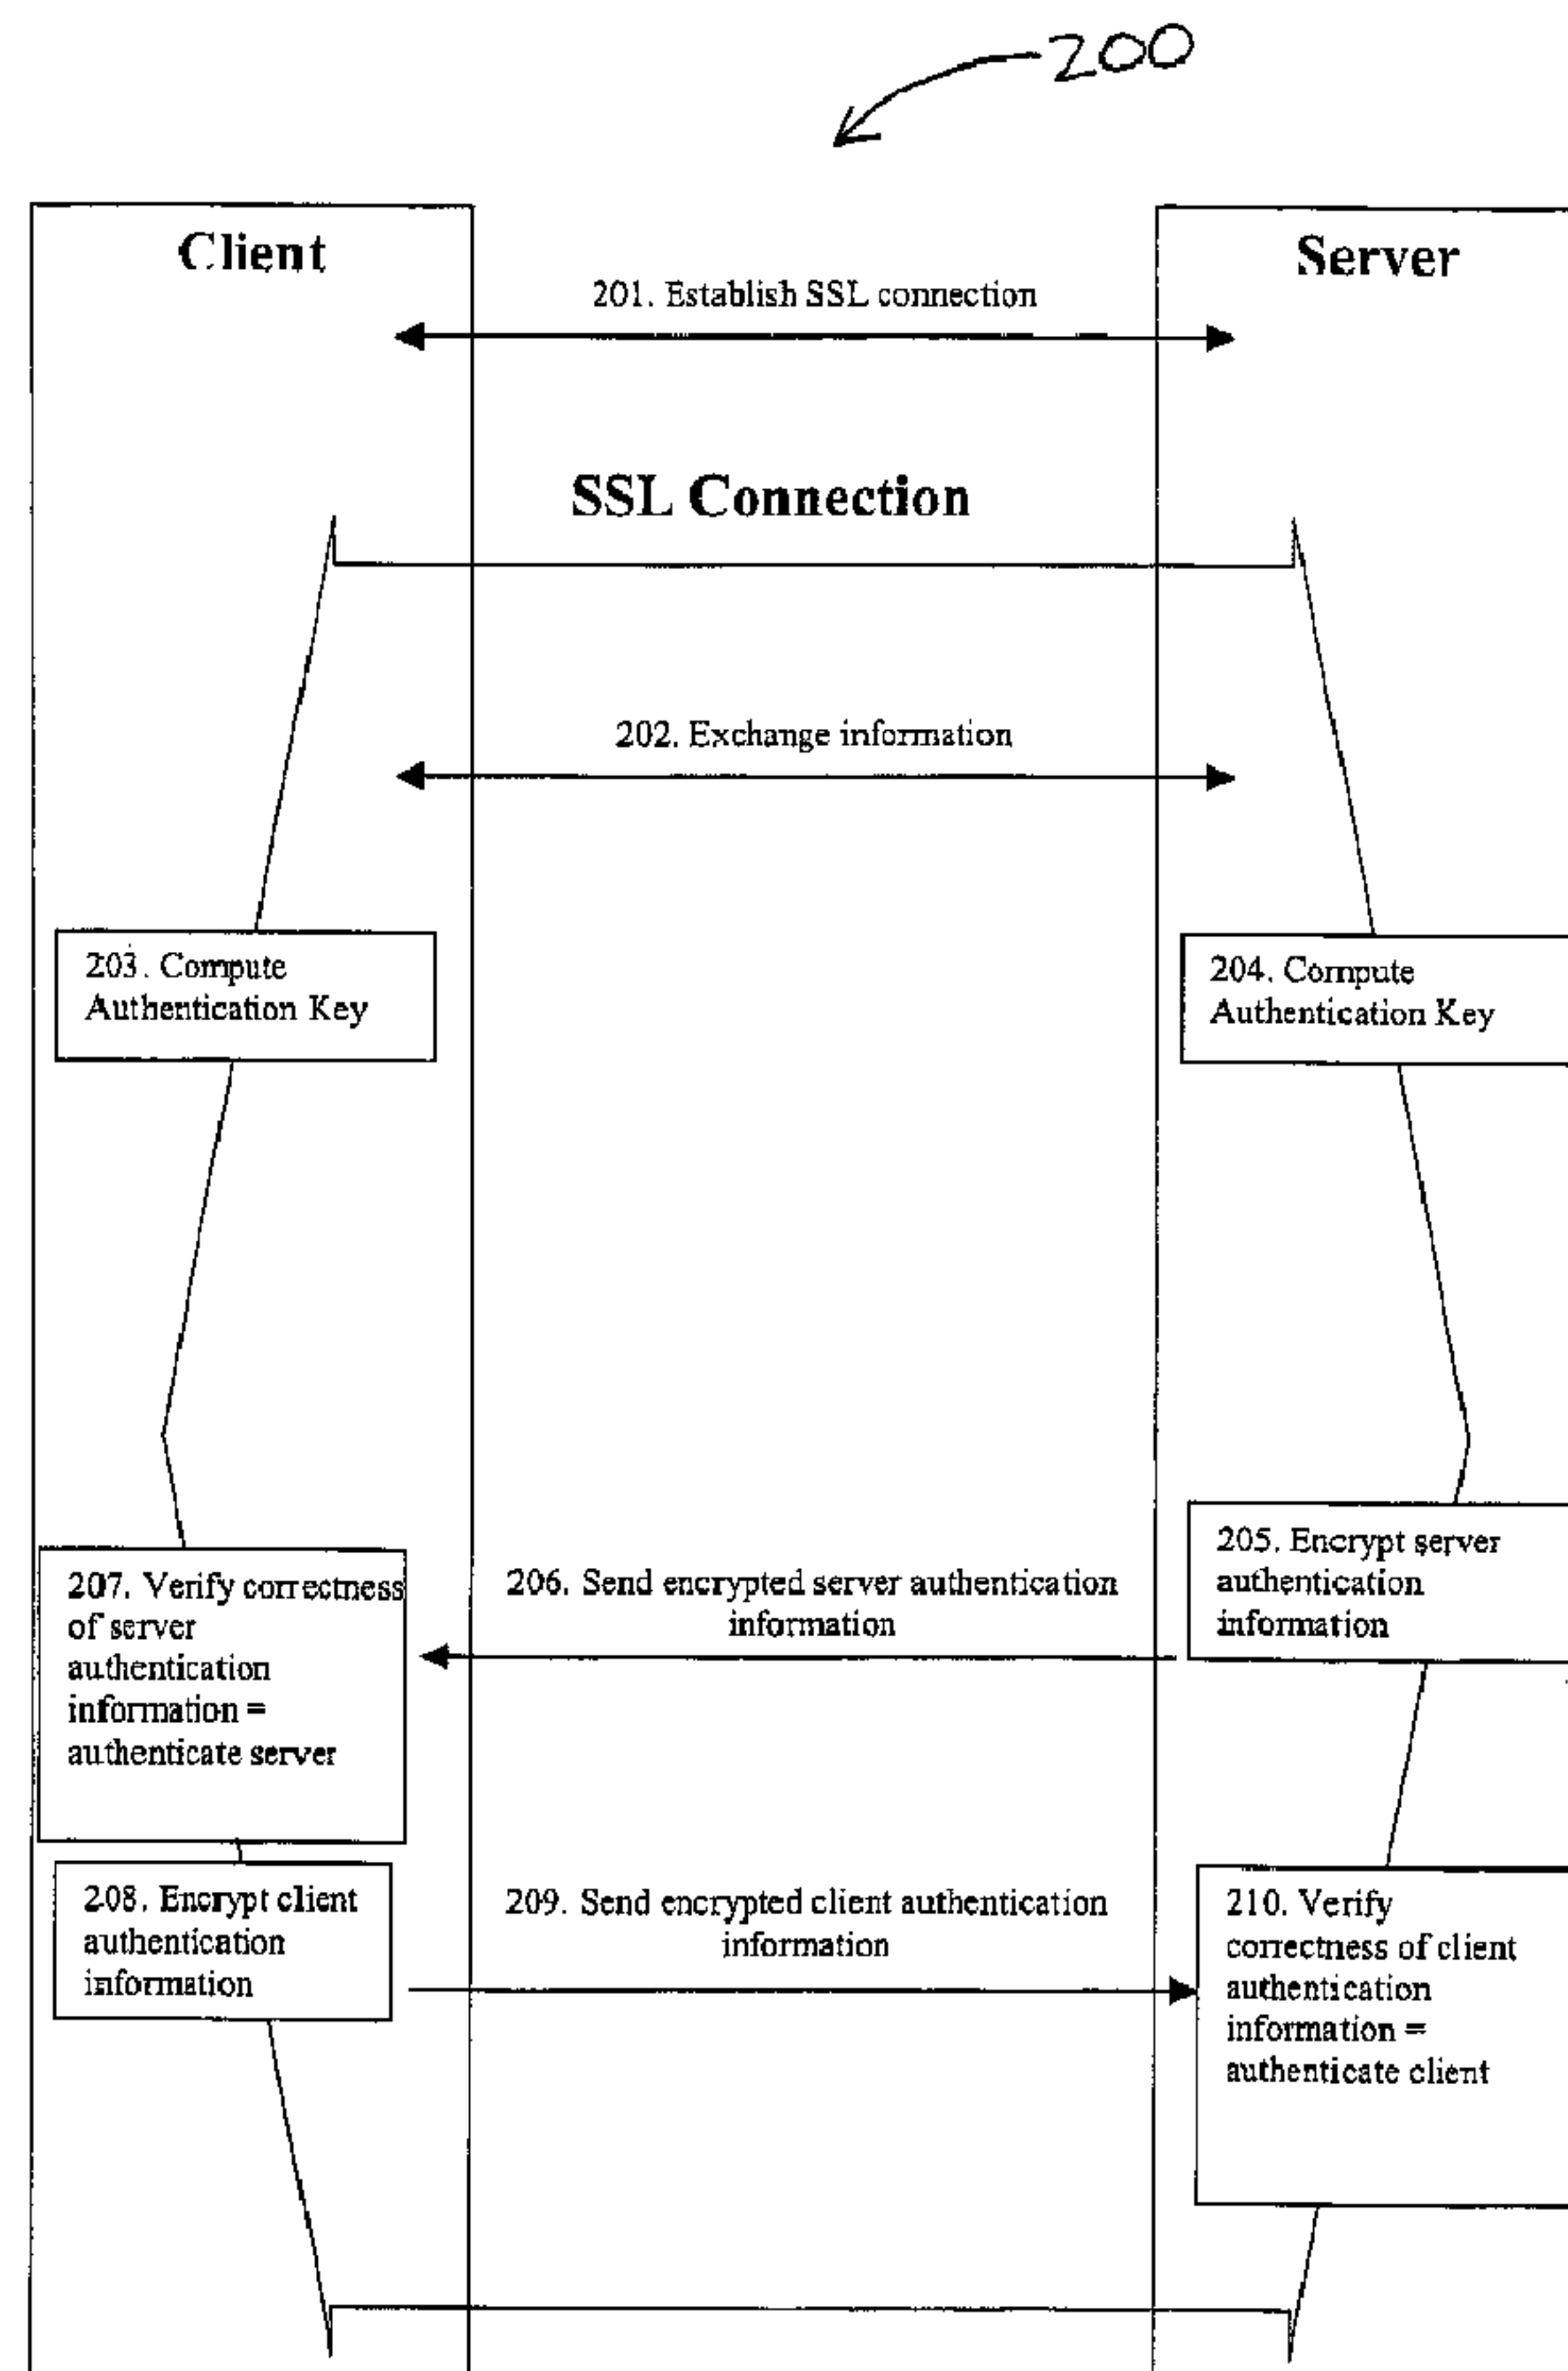 200
Client
Server
201. Establish SSL connection
SSL Connection
202. Exchange information
203. Compute
Authentication Key
204. Compute
Authentication Key
205. Encrypt server
authentication
information
206. Send encrypted server authentication
information
207. Verify correctness
of server
authentication
information =
authenticate server
208. Encrypt client
authentication
information
209. Send encrypted client authentication
information
210. Verify
correctness of client
authentication
information =
authenticate client